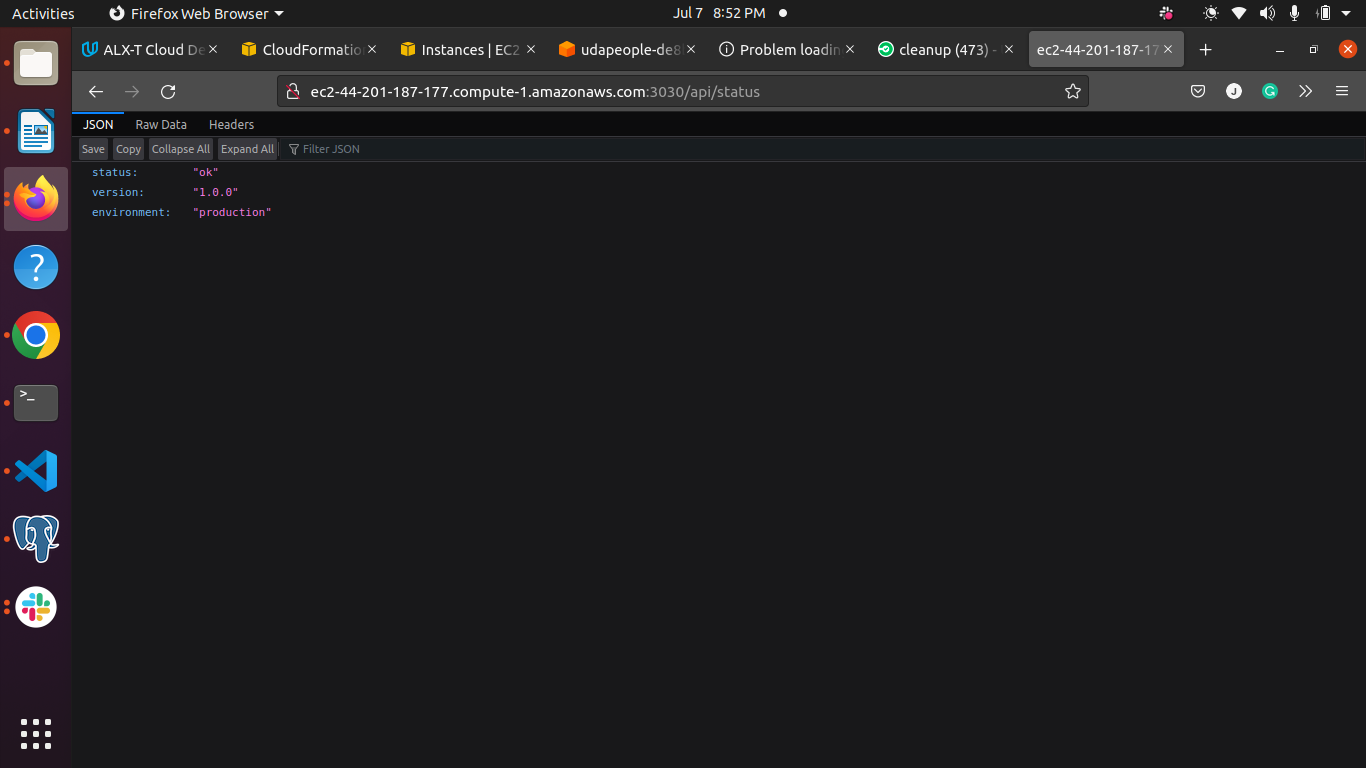 Activities Firefox Web Browser Jul 7 8:52 PM
ALX-T Cloud De CloudFormatio Instances | EC2 udapeople-de8 Problem loadin cleanup (473) - ec2-44-201-187-17
ec2-44-201-187-177.compute-1.amazonaws.com:3030/api/status J
JSON Raw Data Headers
Save Copy Collapse All Expand All Filter JSON
status: "ok"
version: "1.0.0"
environment: "production"